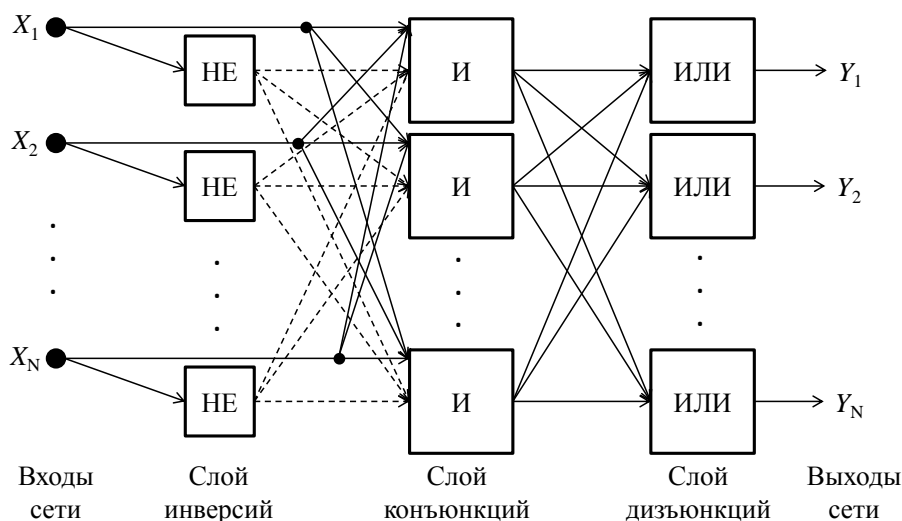 X1
НЕ
И
ИЛИ
Y1
X2
НЕ
И
ИЛИ
Y2
XN
НЕ
И
ИЛИ
YN
Входы сети
Слой инверсий
Слой конъюнкций
Слой дизъюнкций
Выходы сети